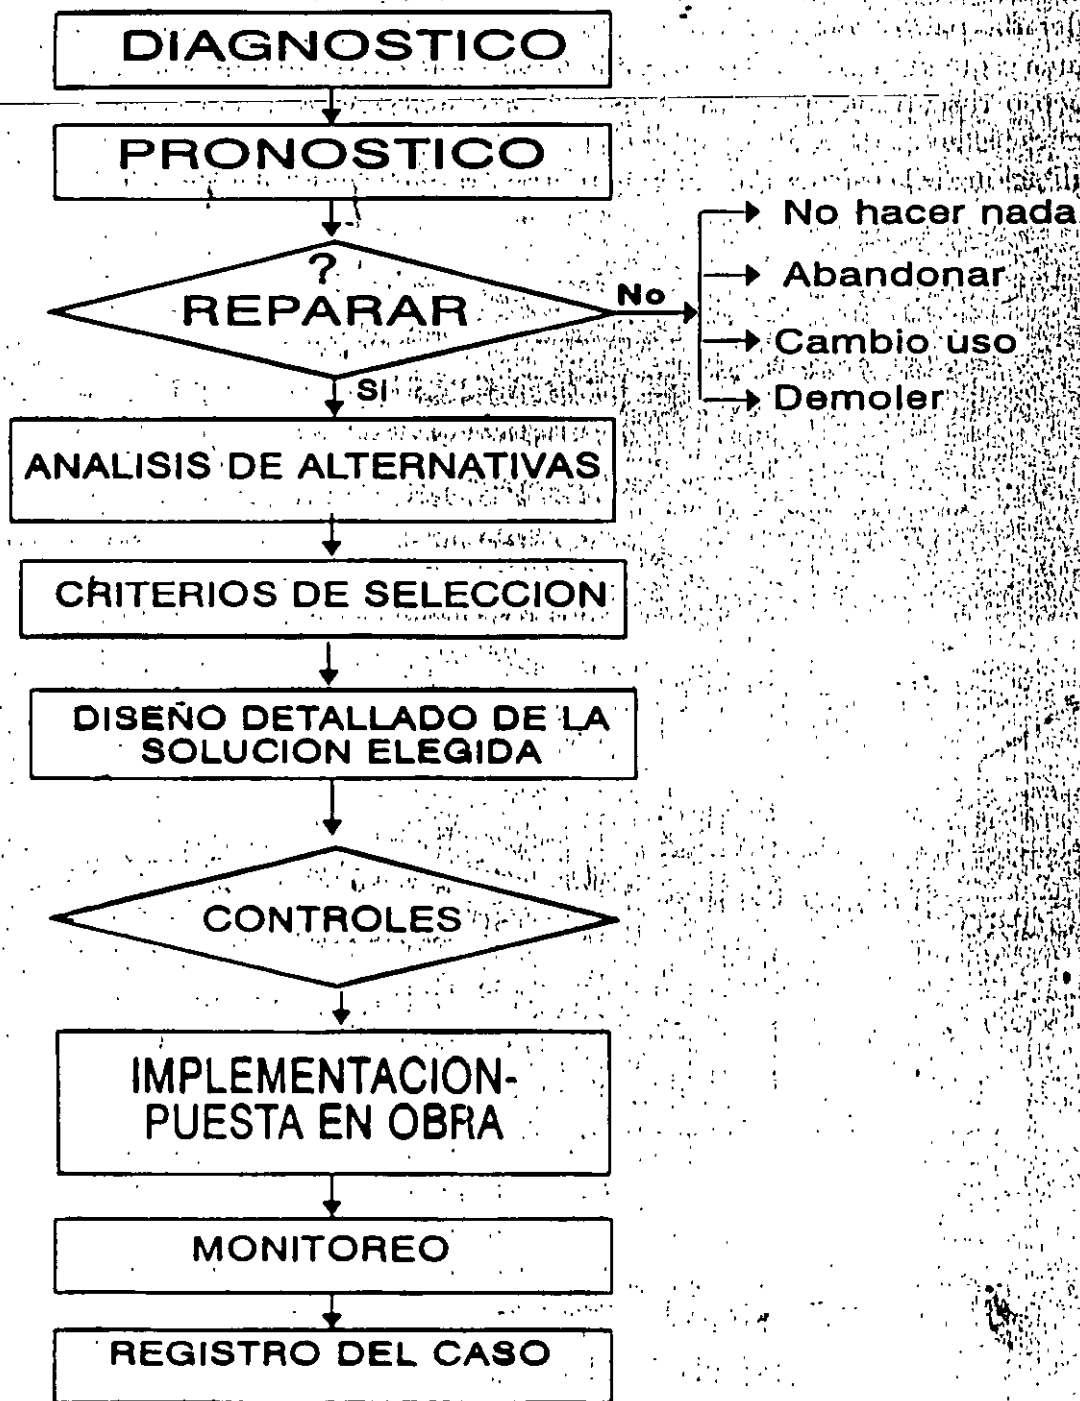 DIAGNOSTICO
PRONOSTICO
?
REPARAR
No
No hacer nada
Abandonar
Cambio uso
Demoler
SI
ANALISIS DE ALTERNATIVAS
CRITERIOS DE SELECCION
DISEÑO DETALLADO DE LA
SOLUCION ELEGIDA
CONTROLES
IMPLEMENTACION-
PUESTA EN OBRA
MONITOREO
REGISTRO DEL CASO